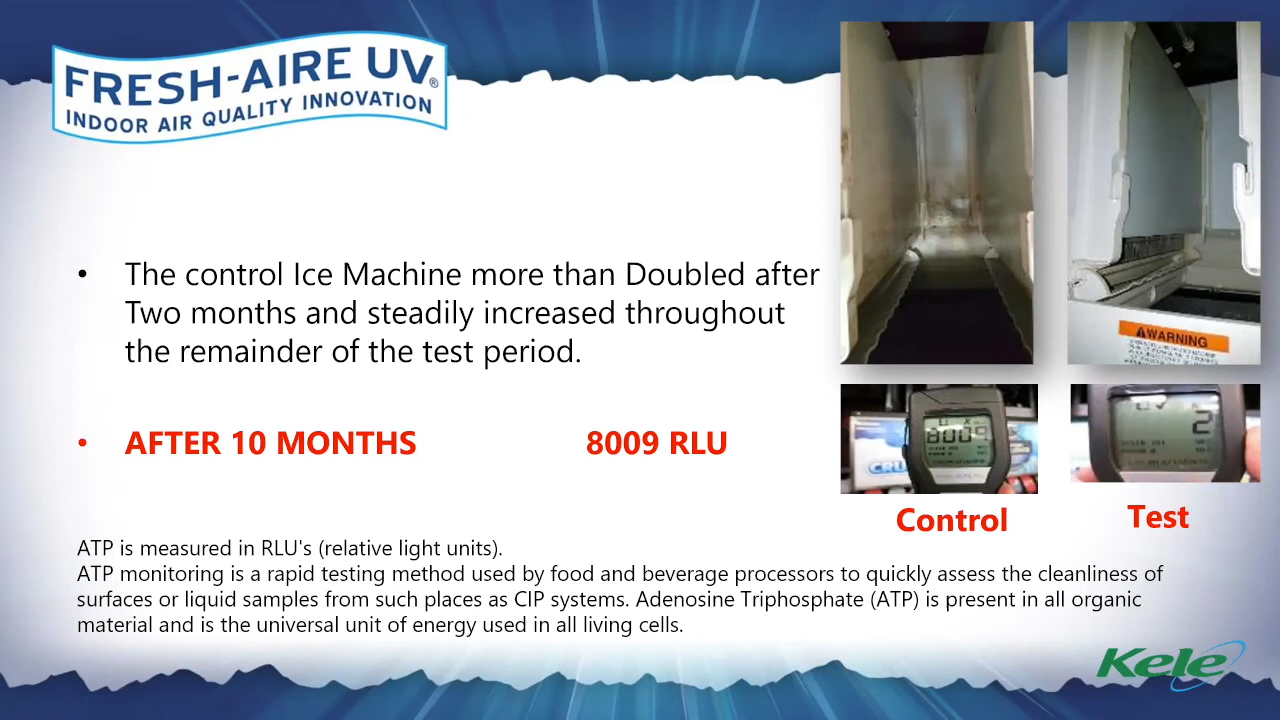 FRESH-AIRE UV®
INDOOR AIR QUALITY INNOVATION
• The control Ice Machine more than Doubled after
Two months and steadily increased throughout
the remainder of the test period.
• AFTER 10 MONTHS 8009 RLU
WARNING
8009
CRU
2
Control
Test
ATP is measured in RLU's (relative light units).
ATP monitoring is a rapid testing method used by food and beverage processors to quickly assess the cleanliness of
surfaces or liquid samples from such places as CIP systems. Adenosine Triphosphate (ATP) is present in all organic
material and is the universal unit of energy used in all living cells.
Kele